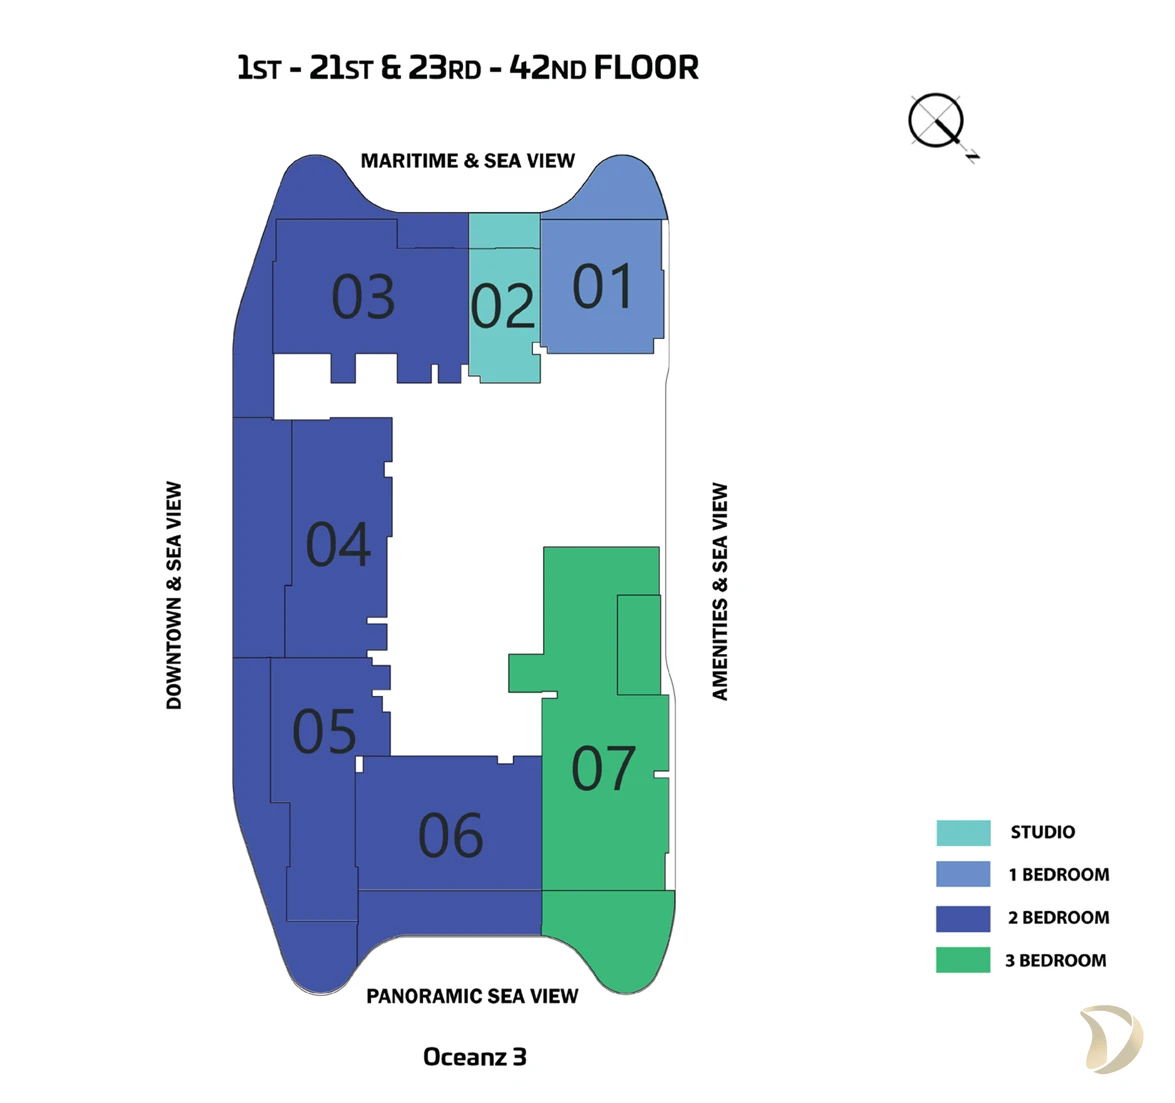 1ST - 21ST & 23RD - 42ND FLOOR
N
MARITIME & SEA VIEW
03
02
01
DOWNTOWN & SEA VIEW
04
AMENITIES & SEA VIEW
05
07
06
STUDIO
1 BEDROOM
2 BEDROOM
3 BEDROOM
PANORAMIC SEA VIEW
Oceanz 3